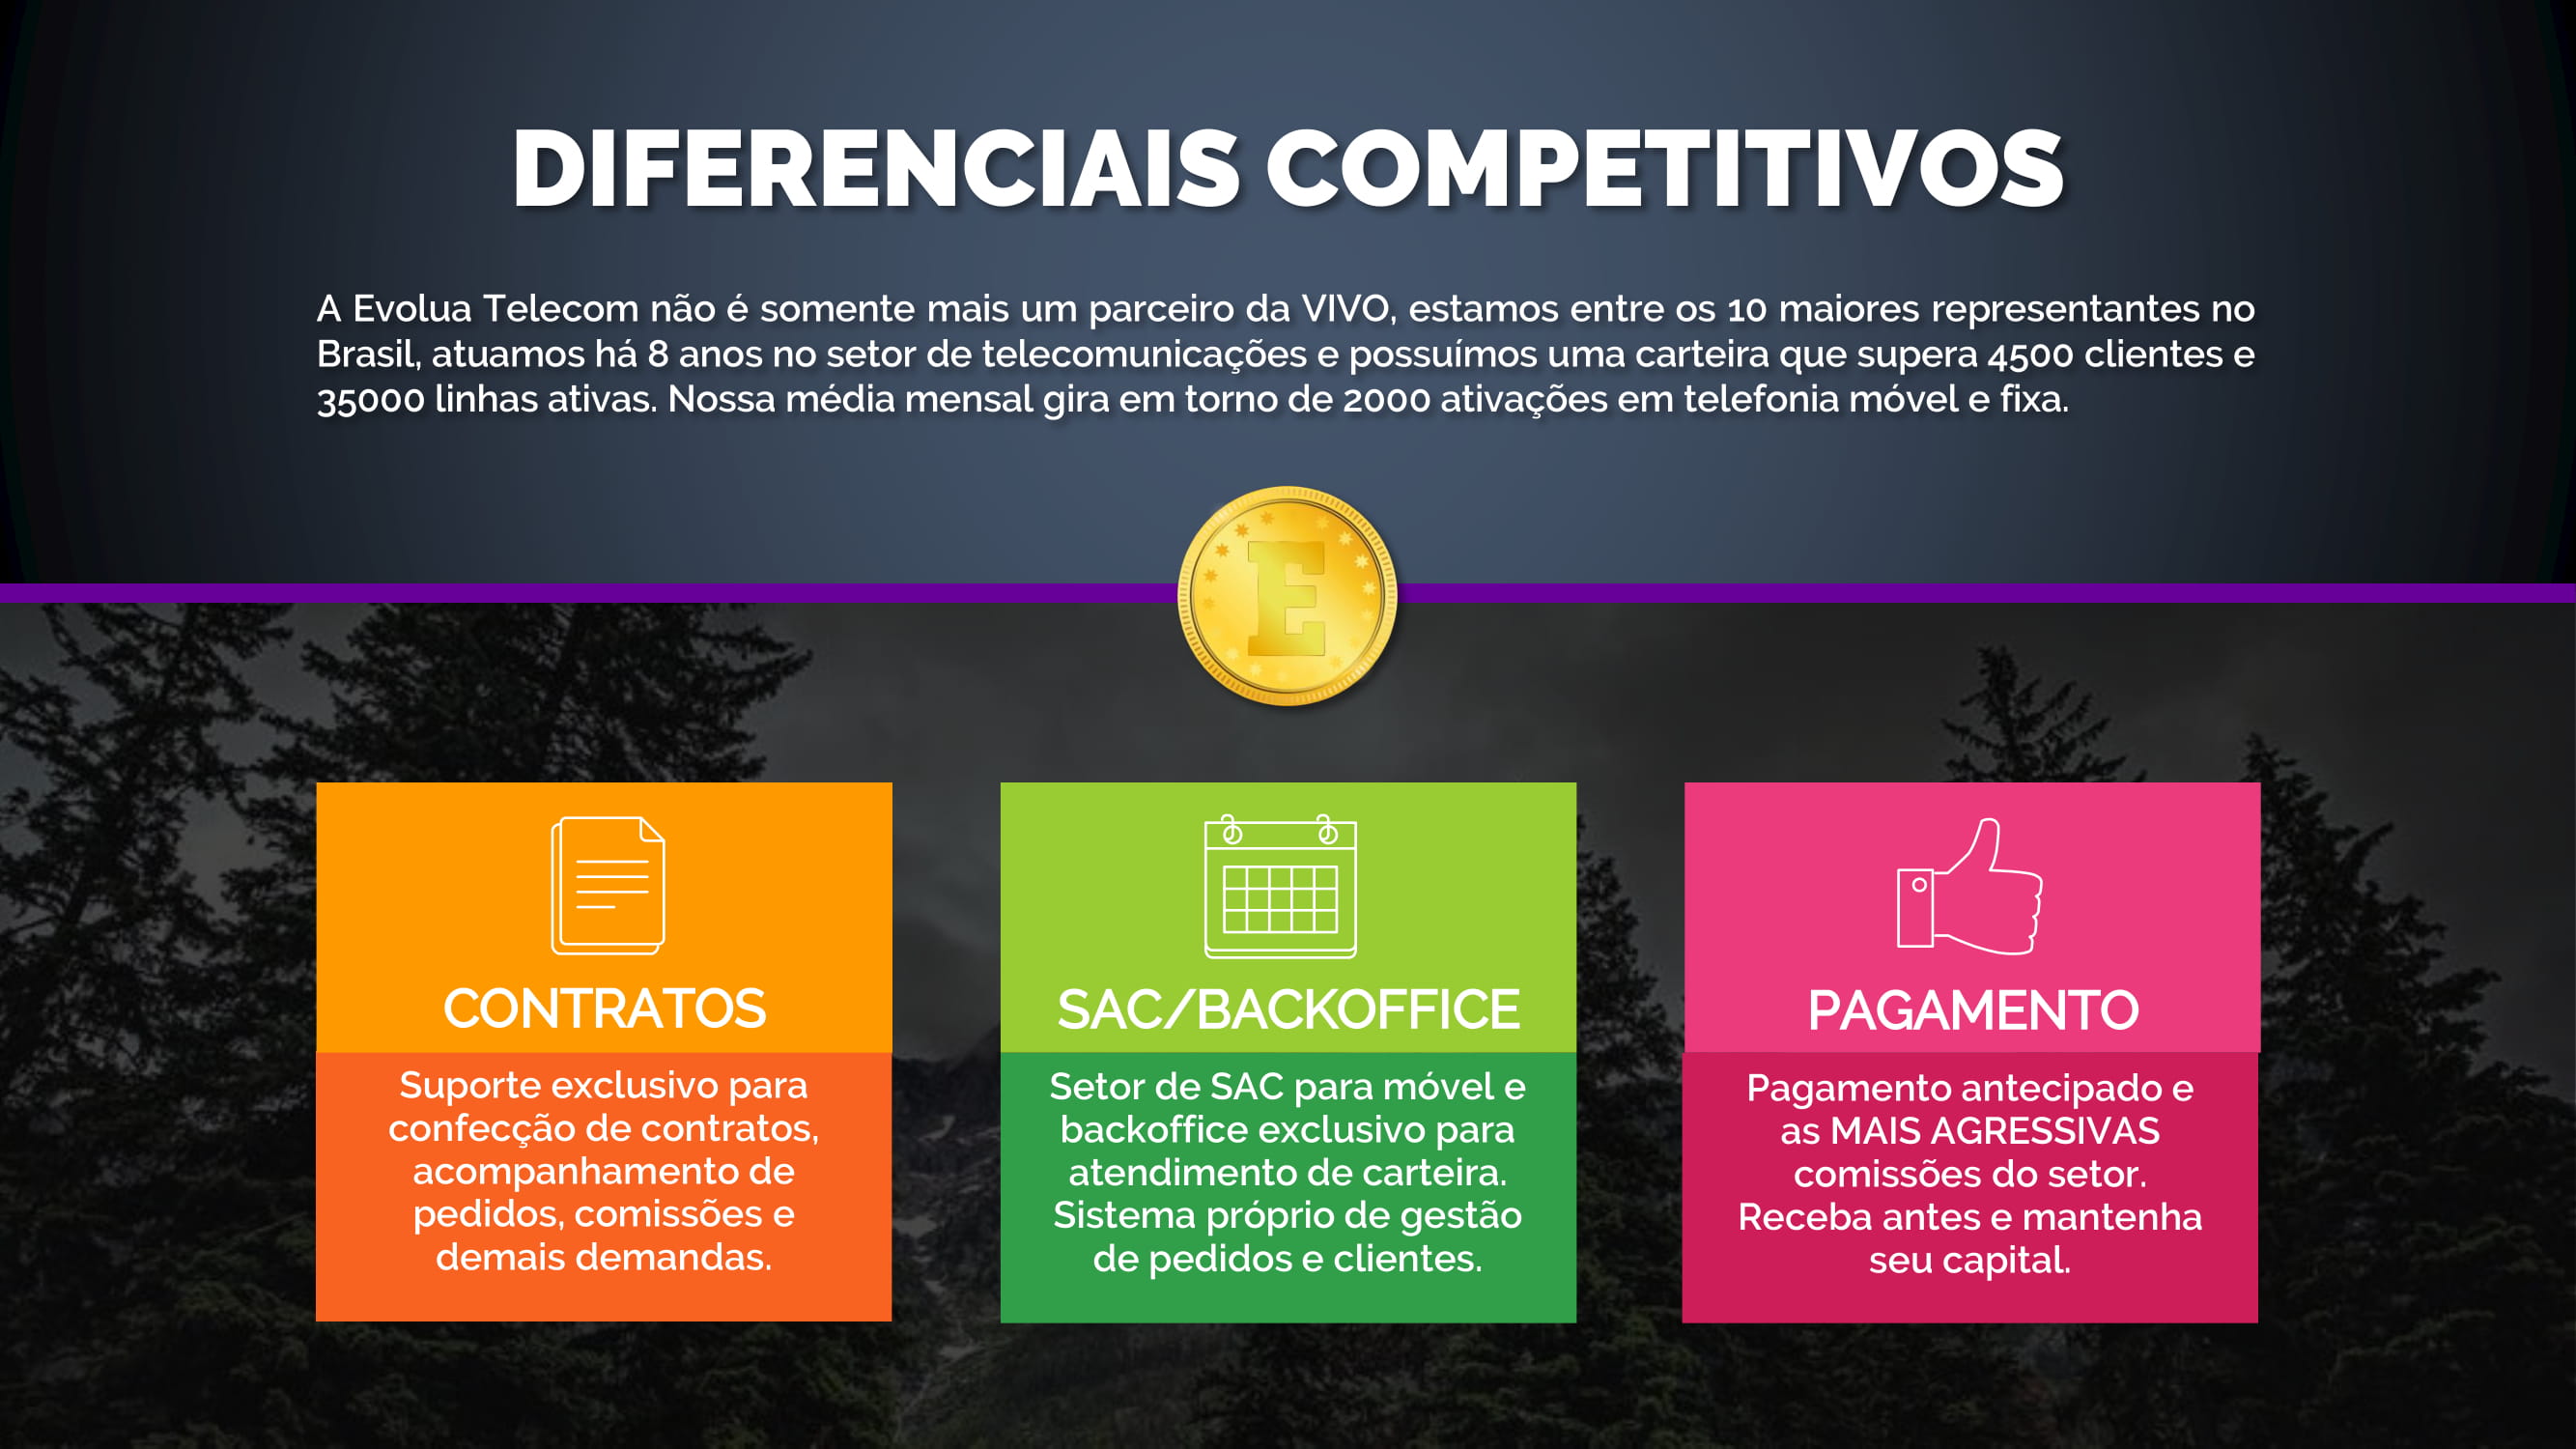 DIFERENCIAIS COMPETITIVOS
A Evolua Telecom não é somente mais um parceiro da VIVO, estamos entre os 10 maiores representantes no
Brasil, atuamos há 8 anos no setor de telecomunicações e possuímos uma carteira que supera 4500 clientes e
35000 linhas ativas. Nossa média mensal gira em torno de 2000 ativações em telefonia móvel e fixa.
E
CONTRATOS
Suporte exclusivo para
confecção de contratos,
acompanhamento de
pedidos, comissões e
demais demandas.
SAC/BACKOFFICE
Setor de SAC para móvel e
backoffice exclusivo para
atendimento de carteira.
Sistema próprio de gestão
de pedidos e clientes.
PAGAMENTO
Pagamento antecipado e
as MAIS AGRESSIVAS
comissões do setor.
Receba antes e mantenha
seu capital.